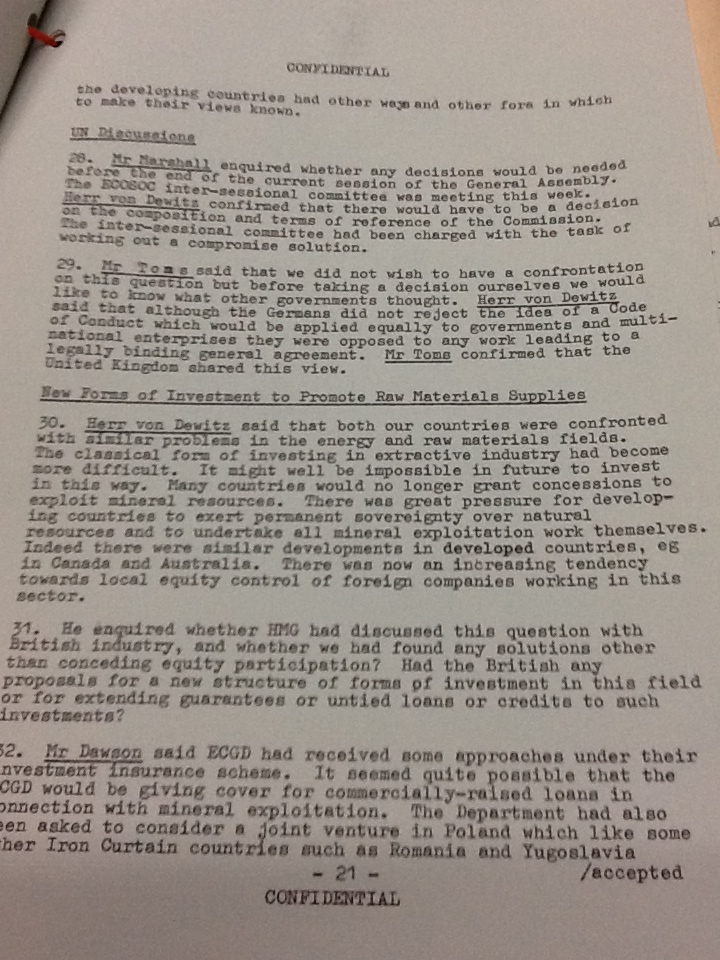 CONFIDENTIAL
the developing countries had other ways and other fora in which
to make their views known.
UN Discussions
28. Mr Marshall enquired whether any decisions would be needed
before the end of the current session of the General Assembly.
The ECOSOC inter-sessional committee was meeting this week.
Herr von Dewitz confirmed that there would have to be a decision
on the composition and terms of reference of the Commission.
The inter-sessional committee had been charged with the task of
working out a compromise solution.
29. Mr Toms said that we did not wish to have a confrontation
on this question but before taking a decision ourselves we would
like to know what other governments thought. Herr von Dewitz
said that although the Germans did not reject the idea of a Code
of Conduct which would be applied equally to governments and multi-
national enterprises they were opposed to any work leading to a
legally binding general agreement. Mr Toms confirmed that the
United Kingdom shared this view.
New Forms of Investment to Promote Raw Materials Supplies
30. Herr von Dewitz said that both our countries were confronted
with similar problems in the energy and raw materials fields.
The classical form of investing in extractive industry had become
more difficult. It might well be impossible in future to invest
in this way. Many countries would no longer grant concessions to
exploit mineral resources. There was great pressure for develop-
ing countries to exert permanent sovereignty over natural
resources and to undertake all mineral exploitation work themselves.
Indeed there were similar developments in developed countries, eg
in Canada and Australia. There was now an increasing tendency
towards local equity control of foreign companies working in this
sector.
31. He enquired whether HMG had discussed this question with
British industry, and whether we had found any solutions other
than conceding equity participation? Had the British any
proposals for a new structure of forms pf investment in this field
or for extending guarantees or untied loans or credits to such
investments?
32. Mr Dawson said ECGD had received some approaches under their
nvestment insurance scheme. It seemed quite possible that the
CGD would be giving cover for commercially-raised loans in
onnection with mineral exploitation. The Department had also
een asked to consider a joint venture in Poland which like some
her Iron Curtain countries such as Romania and Yugoslavia
- 21 - /accepted
CONFIDENTIAL